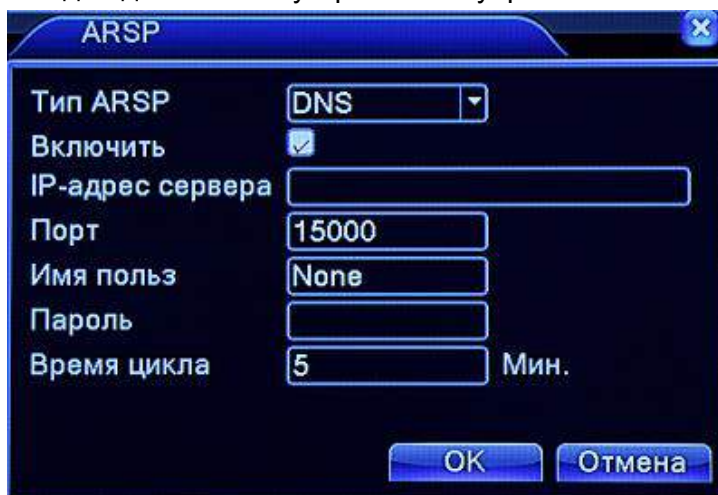 ARSP
Тип ARSP DNS
Включить
IP-адрес сервера
Порт 15000
Имя польз None
Пароль
Время цикла 5 Мин.
OK Отмена